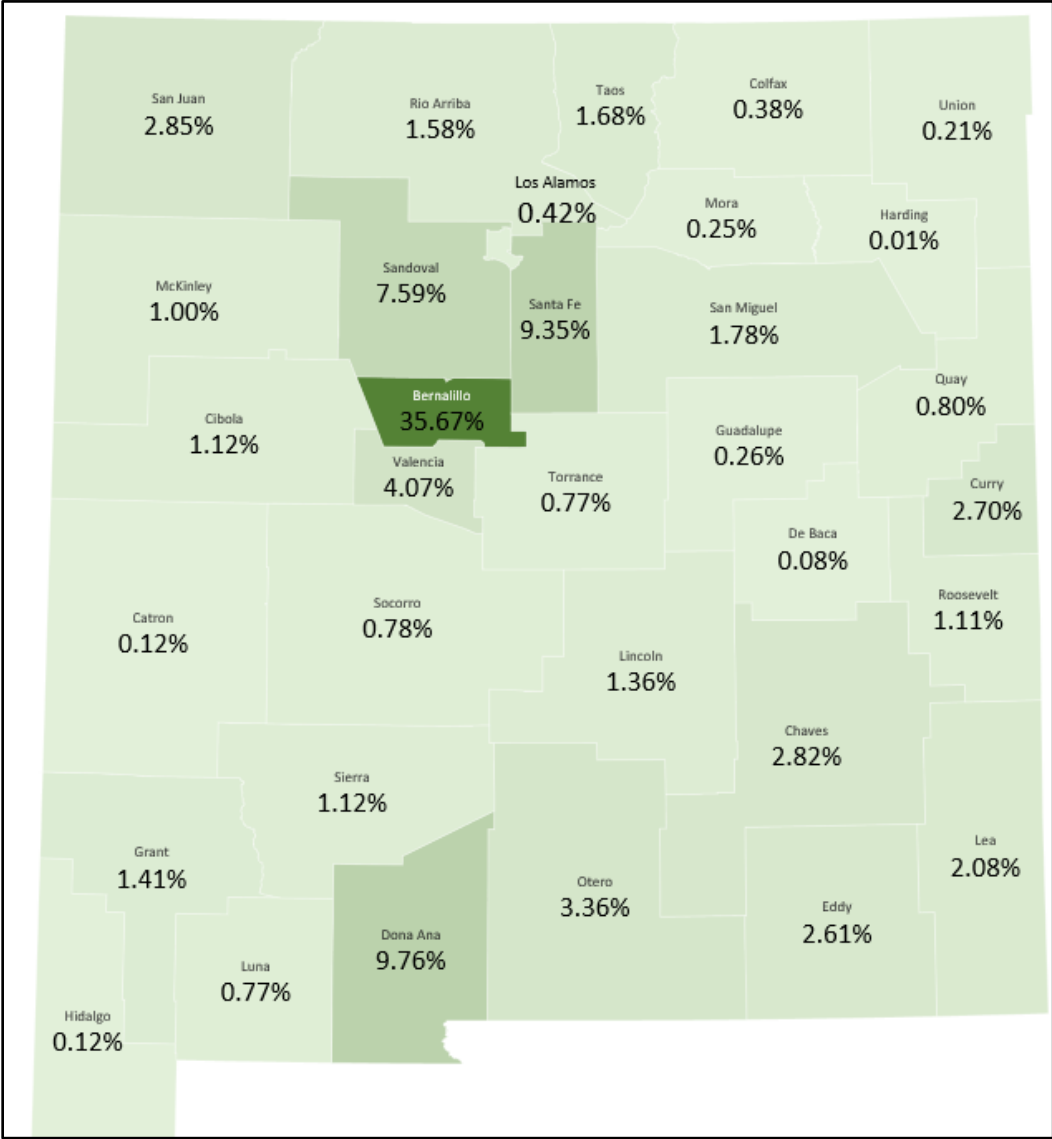 San Juan
2.85%
Rio Arriba
1.58%
Taos
1.68%
Colfax
0.38%
Union
0.21%
Los Alamos
0.42%
Mora
0.25%
Harding
0.01%
McKinley
1.00%
Sandoval
7.59%
Santa Fe
9.35%
San Miguel
1.78%
Quay
0.80%
Bernalillo
35.67%
Cibola
1.12%
Valencia
4.07%
Torrance
0.77%
Guadalupe
0.26%
Curry
2.70%
De Baca
0.08%
Roosevelt
1.11%
Catron
0.12%
Socorro
0.78%
Lincoln
1.36%
Chaves
2.82%
Sierra
1.12%
Grant
1.41%
Otero
3.36%
Eddy
2.61%
Lea
2.08%
Dona Ana
9.76%
Luna
0.77%
Hidalgo
0.12%